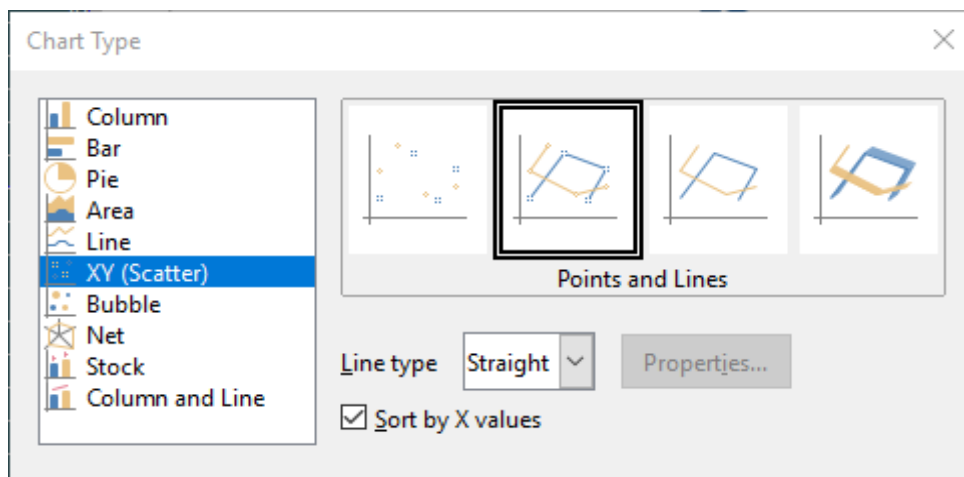 Chart Type
Column
Bar
Pie
Area
Line
XY (Scatter)
Bubble
Net
Stock
Column and Line
Points and Lines
Line type
Straight
Properties...
Sort by X values